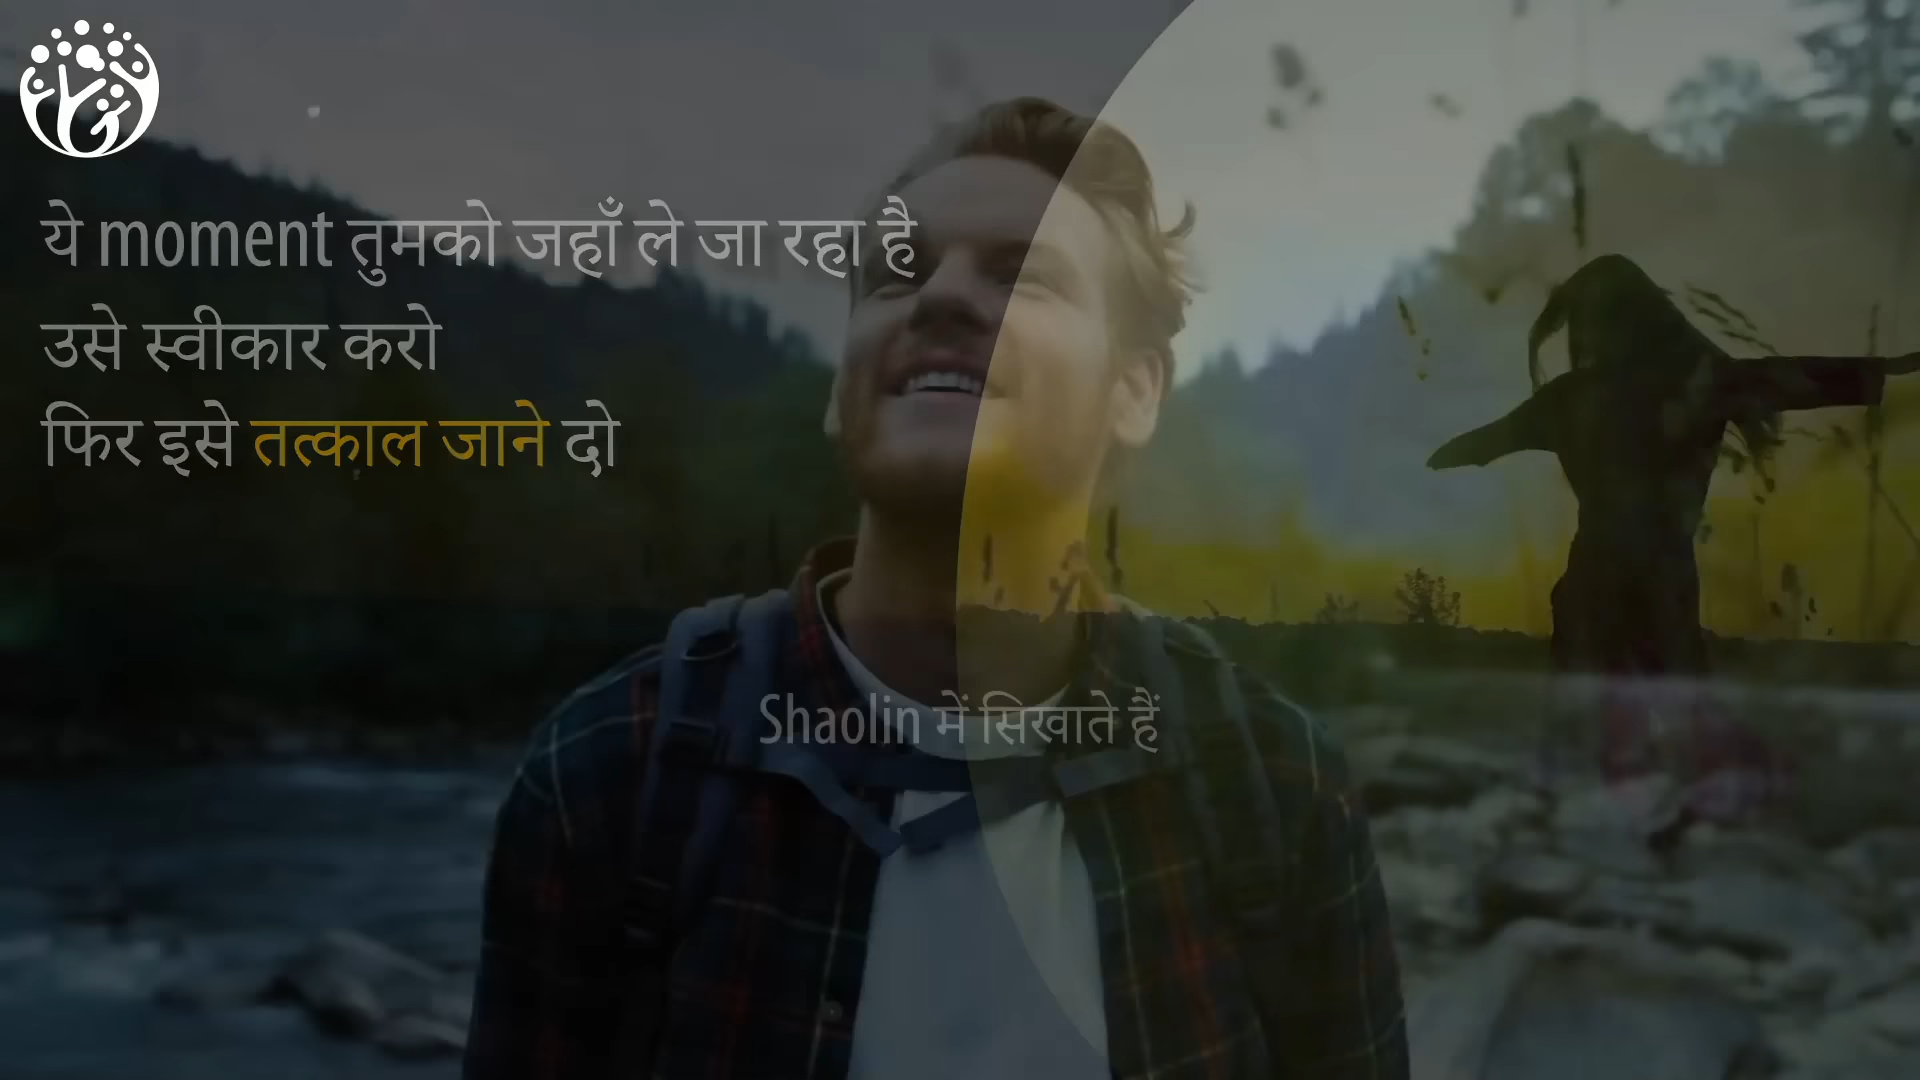 ये moment तुमको जहाँ ले जा रहा है
उसे स्वीकार करो
फिर इसे तत्काल जाने दो
Shaolin में सिखाते हैं